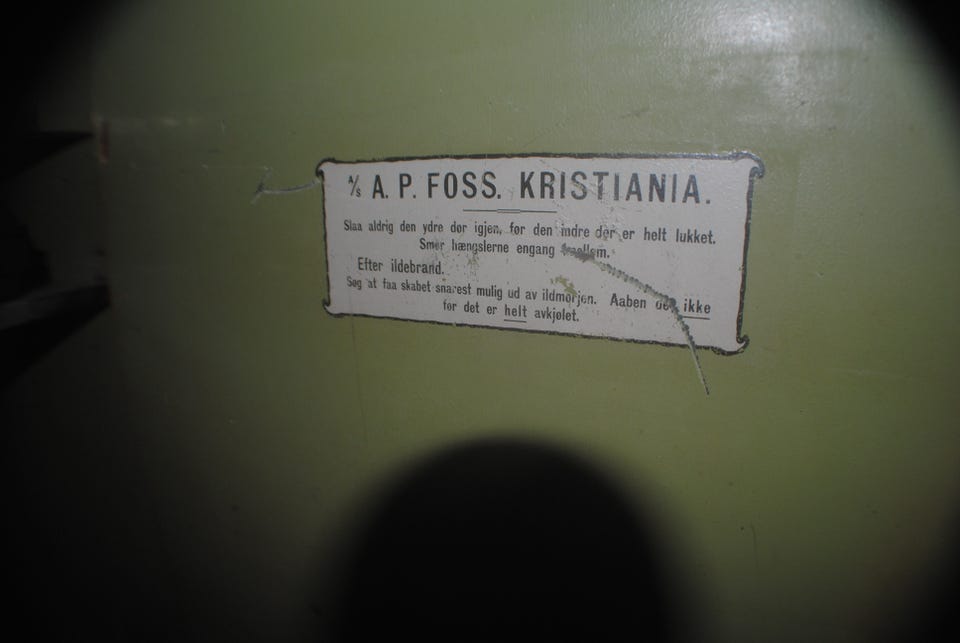 A/S A. P. FOSS. KRISTIANIA.
Slaa aldrig den ydre dør igjen, før den indre dør er helt lukket.
Smør hængslerne engang imellem.
Efter ildebrand.
Søg at faa skabet snarest mulig ud av ildmørjen. Aaben det ikke
før det er helt avkjølet.